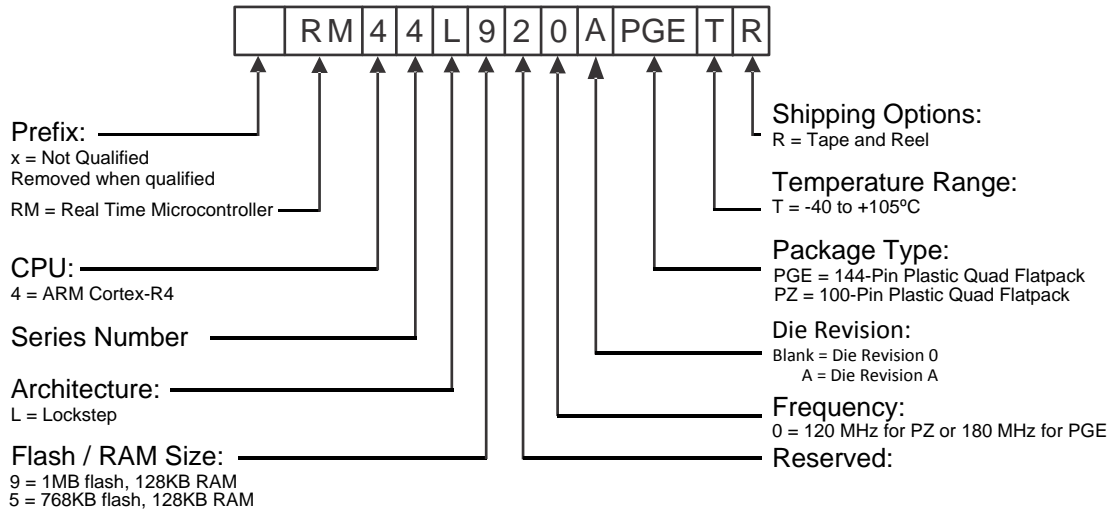 RM 4 4 L 9 2 0 A PGE T R
Prefix:
x = Not Qualified
Removed when qualified
RM = Real Time Microcontroller
CPU:
4 = ARM Cortex-R4
Series Number
Architecture:
L = Lockstep
Flash / RAM Size:
9 = 1MB flash, 128KB RAM
5 = 768KB flash, 128KB RAM
Shipping Options:
R = Tape and Reel
Temperature Range:
T = -40 to +105ºC
Package Type:
PGE = 144-Pin Plastic Quad Flatpack
PZ = 100-Pin Plastic Quad Flatpack
Die Revision:
Blank = Die Revision 0
A = Die Revision A
Frequency:
0 = 120 MHz for PZ or 180 MHz for PGE
Reserved: